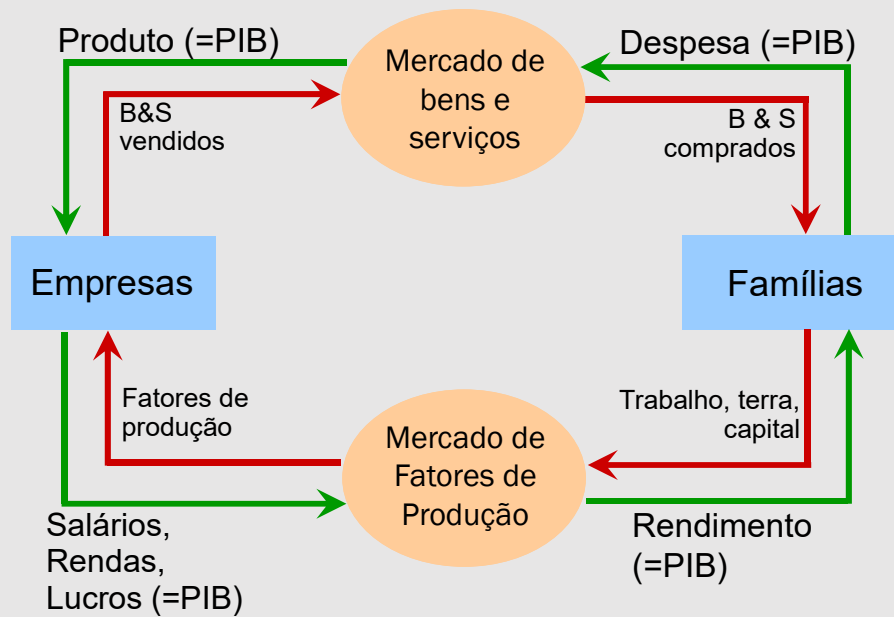 Produto (=PIB)
Mercado de
bens e
serviços
Despesa (=PIB)
B&S
vendidos
B & S
comprados
Empresas
Famílias
Fatores de
produção
Mercado de
Fatores de
Produção
Trabalho, terra,
capital
Salários,
Rendas,
Lucros (=PIB)
Rendimento
(=PIB)